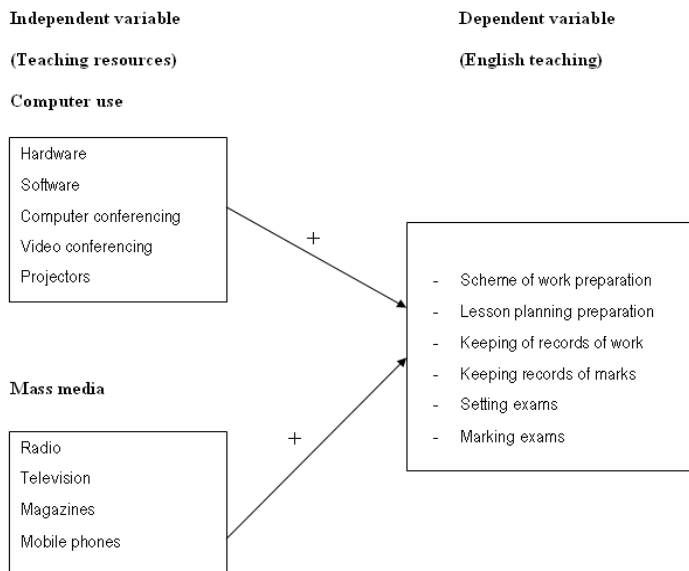 Independent variable
(Teaching resources)
Computer use
Hardware
Software
Computer conferencing
Video conferencing
Projectors
+
Mass media
Radio
Television
Magazines
Mobile phones
+
Dependent variable
(English teaching)
- Scheme of work preparation
- Lesson planning preparation
- Keeping of records of work
- Keeping records of marks
- Setting exams
- Marking exams